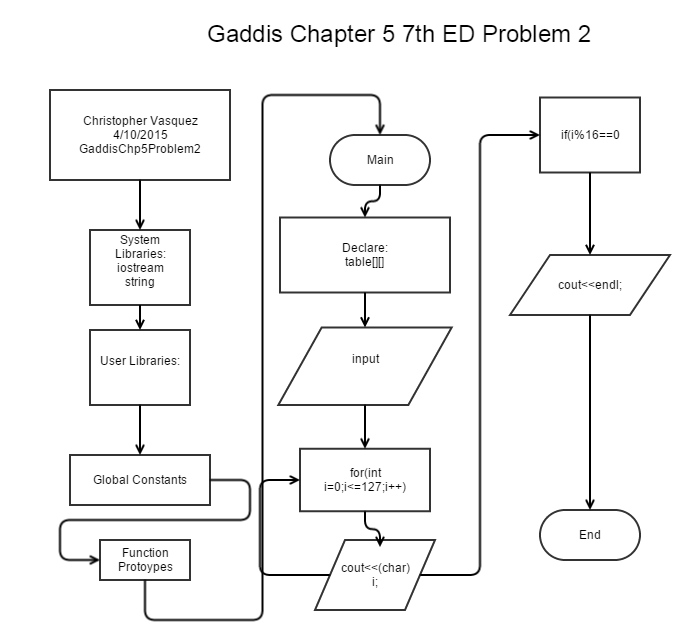 Gaddis Chapter 5 7th ED Problem 2
Christopher Vasquez
4/10/2015
GaddisChp5Problem2
System
Libraries:
iostream
string
User Libraries:
Global Constants
Function
Protoypes
Main
Declare:
table[][]
input
for(int
i=0;i<=127;i++)
cout<<(char)
i;
if(i%16==0
cout<<endl;
End